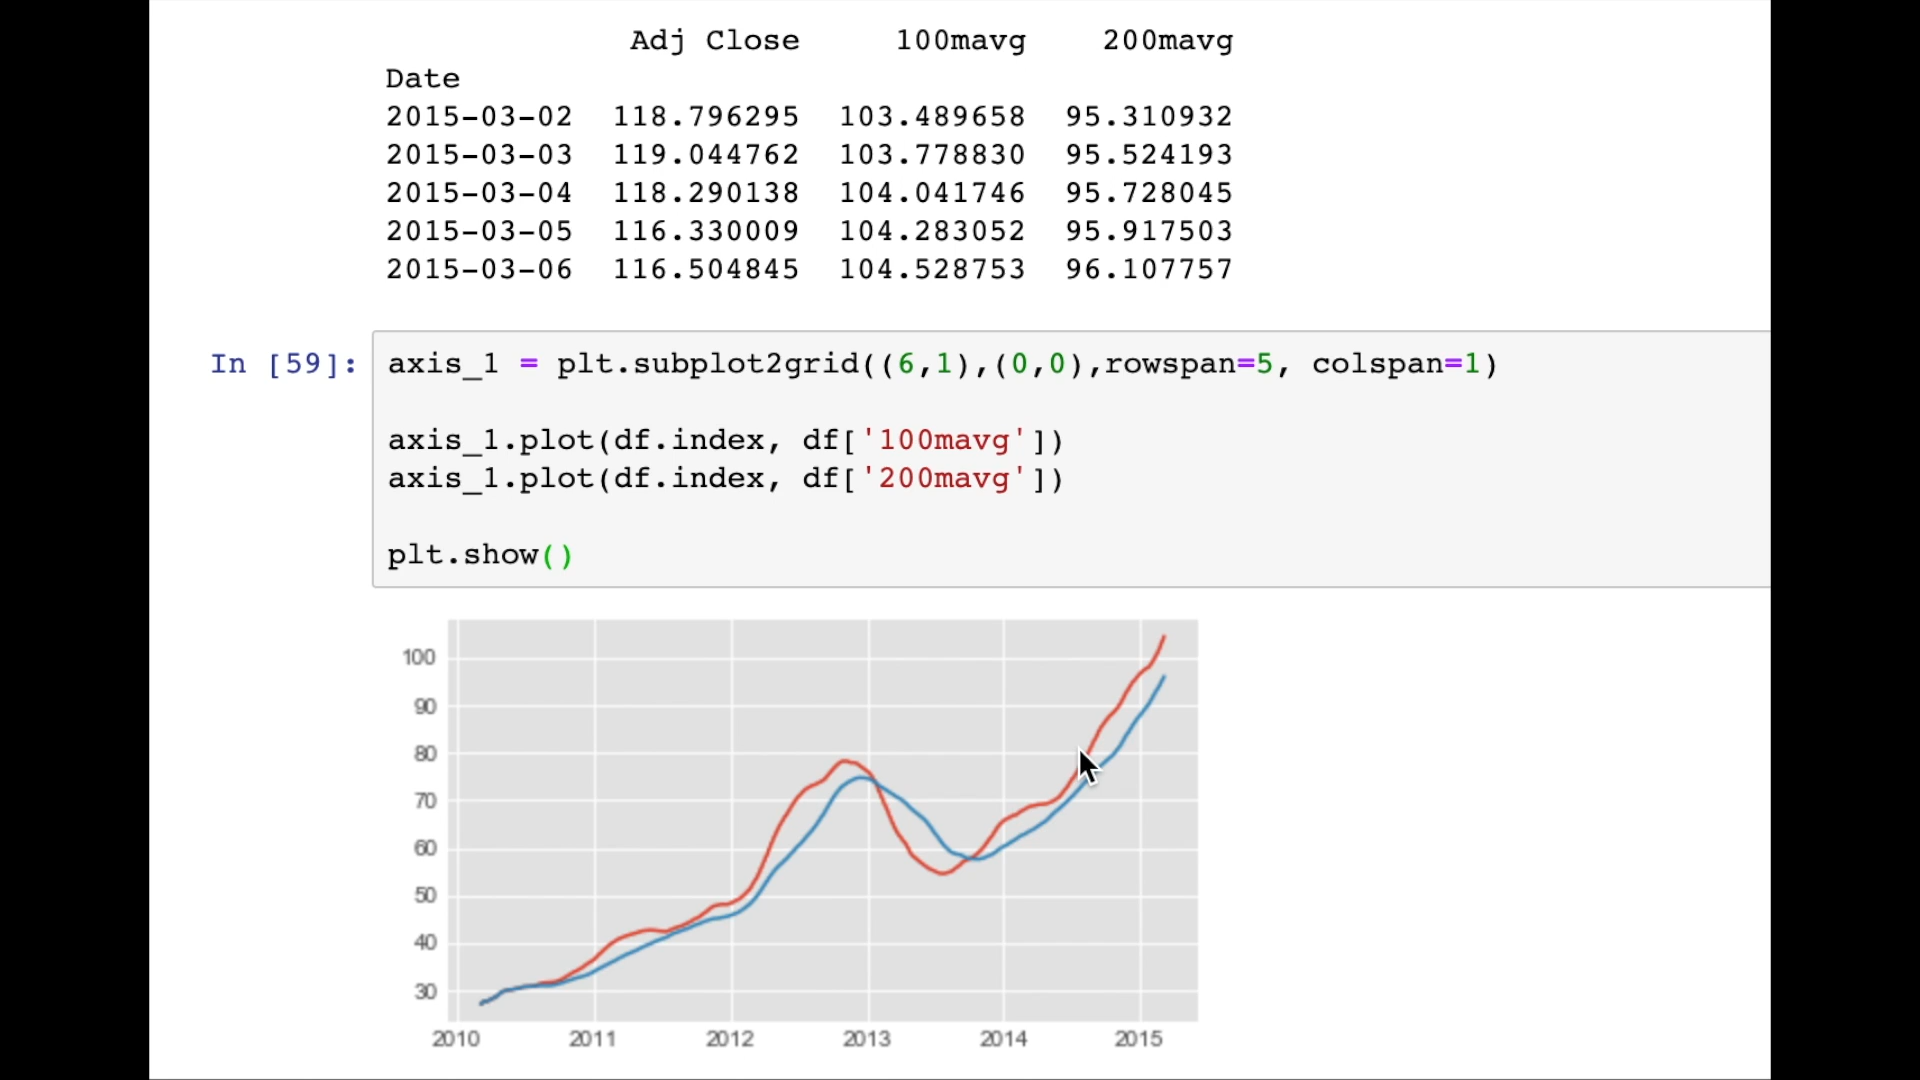 Adj Close 100mavg 200mavg
Date
2015-03-02 118.796295 103.489658 95.310932
2015-03-03 119.044762 103.778830 95.524193
2015-03-04 118.290138 104.041746 95.728045
2015-03-05 116.330009 104.283052 95.917503
2015-03-06 116.504845 104.528753 96.107757
In [59]: axis_1 = plt.subplot2grid((6,1),(0,0),rowspan=5, colspan=1)
axis_1.plot(df.index, df['100mavg'])
axis_1.plot(df.index, df['200mavg'])
plt.show()
100
90
80
70
60
50
40
30
2010 2011 2012 2013 2014 2015